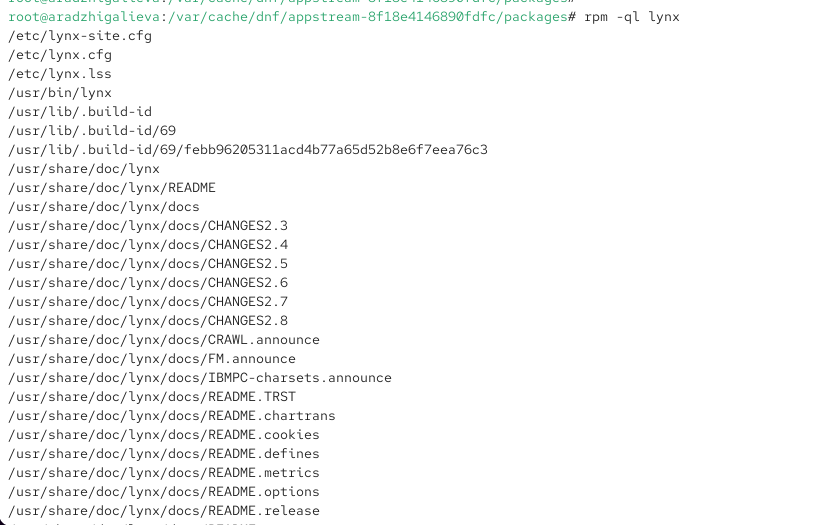 root@aradzhigalieva:/var/cache/dnf/appstream-8f18e4146890fdfc/packages#
root@aradzhigalieva:/var/cache/dnf/appstream-8f18e4146890fdfc/packages# rpm -ql lynx
/etc/lynx-site.cfg
/etc/lynx.cfg
/etc/lynx.lss
/usr/bin/lynx
/usr/lib/.build-id
/usr/lib/.build-id/69
/usr/lib/.build-id/69/febb96205311acd4b77a65d52b8e6f7eea76c3
/usr/share/doc/lynx
/usr/share/doc/lynx/README
/usr/share/doc/lynx/docs
/usr/share/doc/lynx/docs/CHANGES2.3
/usr/share/doc/lynx/docs/CHANGES2.4
/usr/share/doc/lynx/docs/CHANGES2.5
/usr/share/doc/lynx/docs/CHANGES2.6
/usr/share/doc/lynx/docs/CHANGES2.7
/usr/share/doc/lynx/docs/CHANGES2.8
/usr/share/doc/lynx/docs/CRAWL.announce
/usr/share/doc/lynx/docs/FM.announce
/usr/share/doc/lynx/docs/IBMPC-charsets.announce
/usr/share/doc/lynx/docs/README.TRST
/usr/share/doc/lynx/docs/README.chartrans
/usr/share/doc/lynx/docs/README.cookies
/usr/share/doc/lynx/docs/README.defines
/usr/share/doc/lynx/docs/README.metrics
/usr/share/doc/lynx/docs/README.options
/usr/share/doc/lynx/docs/README.release